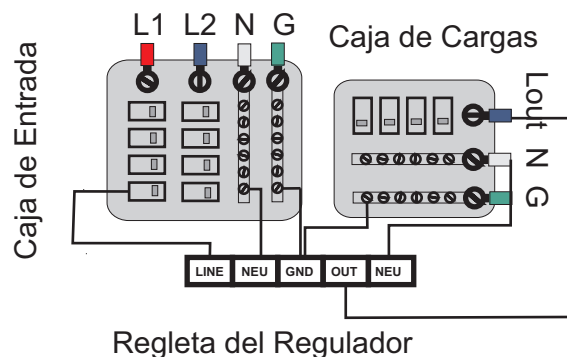 L1 L2 N G
Caja de Cargas
Caja de Entrada
Lout
N
G
LINE NEU GND OUT NEU
Regleta del Regulador